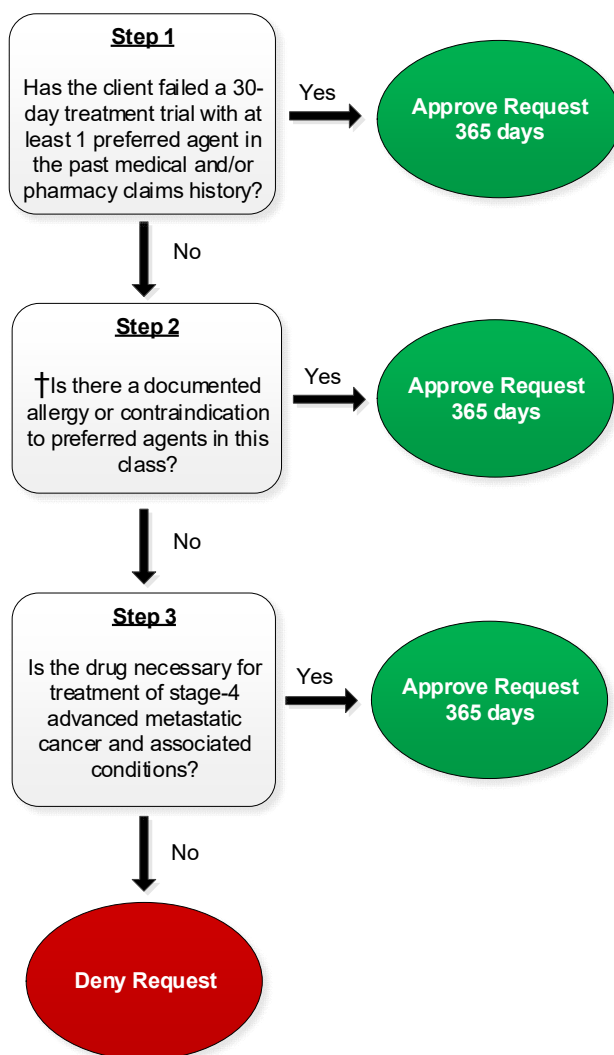 Step 1
Has the client failed a 30-
day treatment trial with at
least 1 preferred agent in
the past medical and/or
pharmacy claims history?
Yes
Approve Request
365 days
No
Step 2
†Is there a documented
allergy or contraindication
to preferred agents in this
class?
Yes
Approve Request
365 days
No
Step 3
Is the drug necessary for
treatment of stage-4
advanced metastatic
cancer and associated
conditions?
Yes
Approve Request
365 days
No
Deny Request